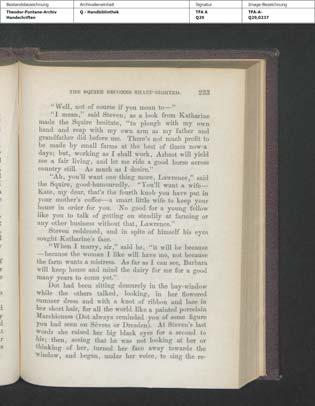 Bestandsbezeichnung Archivalieneinheit Signatur Image-Bezeichnung
Theodor-Fontane-Archiv Q - Handbibliothek TFA A TFA-A-
Handschriften Q29 Q29,0237
THE SQUIRE BECOMES SHARP-SIGHTED. 223
"Well, not of course if you mean to—"
"I mean," said Steven, as a look from Katharine
made the Squire hesitate, "to plough with my own
hand and reap with my own arm as my father and
grandfather did before me. There's not much profit to
be made by small farms at the best of times now-a
days; but, working as I shall work, Ashcot will yield
me a fair living, and let me ride a good horse across
country still. As much as I desire."
"Ah, you'll want one thing more, Lawrence," said
the Squire, good-humouredly. "You'll want a wife—
Kate, my dear, that's the fourth knob you have put in
your mother's coffee—a smart little wife to keep your
house in order for you. No good for a young fellow
like you to talk of getting on steadily at farming or
any other business without that, Lawrence."
Steven reddened, and in spite of himself his eyes
sought Katharine's face.
"When I marry, sir," said he, "it will be because
—because the woman I like will have me, not because
the farm wants a mistress. As far as I can see, Barbara
will keep house and mind the dairy for me for a good
many years to come yet."
Dot had been sitting demurely in the bay-window
while the others talked, looking, in her flowered
summer dress and with a knot of ribbon and lace in
her short hair, for all the world like a painted porcelain
Marchioness (Dot always reminded you of some figure
you had seen on Sèvres or Dresden). At Steven's last
words she raised her big black eyes for a second to
his; then, seeing that he was not looking at her or
thinking of her, turned her face away towards the
window, and began, under her voice, to sing the re-